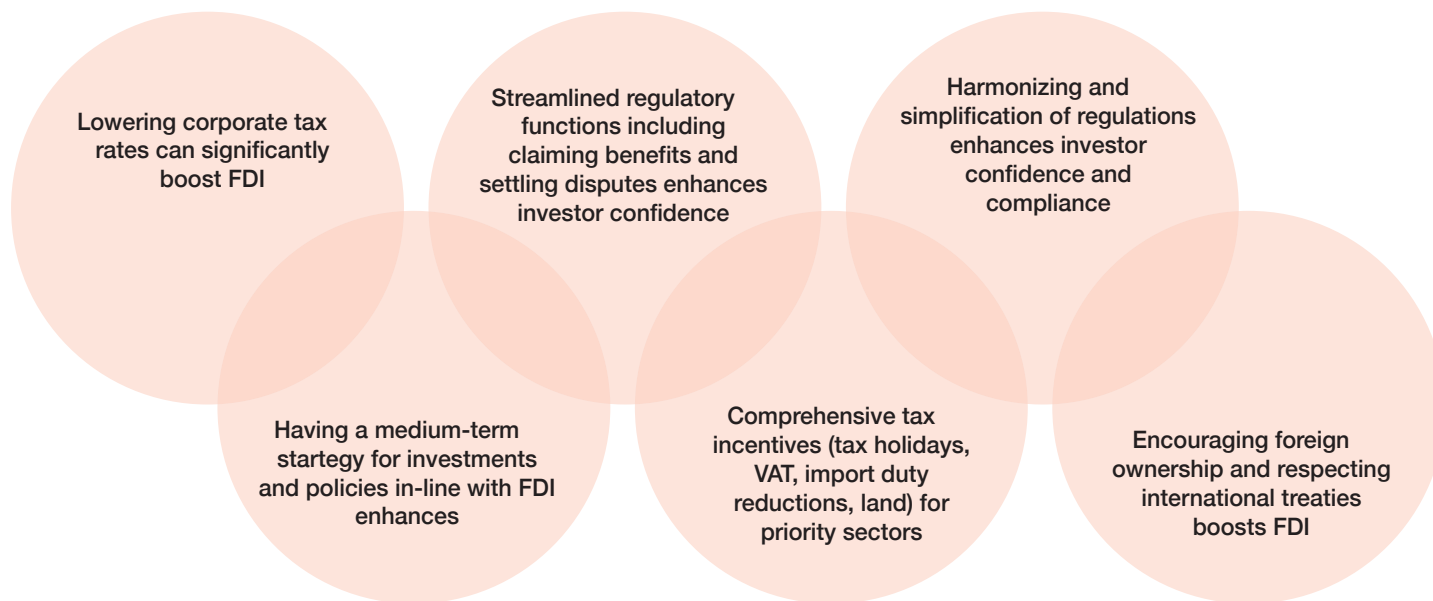 Lowering corporate tax
rates can significantly
boost FDI
Streamlined regulatory
functions including
claiming benefits and
settling disputes enhances
investor confidence
Harmonizing and
simplification of regulations
enhances investor
confidence and
compliance
Having a medium-term
startegy for investments
and policies in-line with FDI
enhances
Comprehensive tax
incentives (tax holidays,
VAT, import duty
reductions, land) for
priority sectors
Encouraging foreign
ownership and respecting
international treaties
boosts FDI